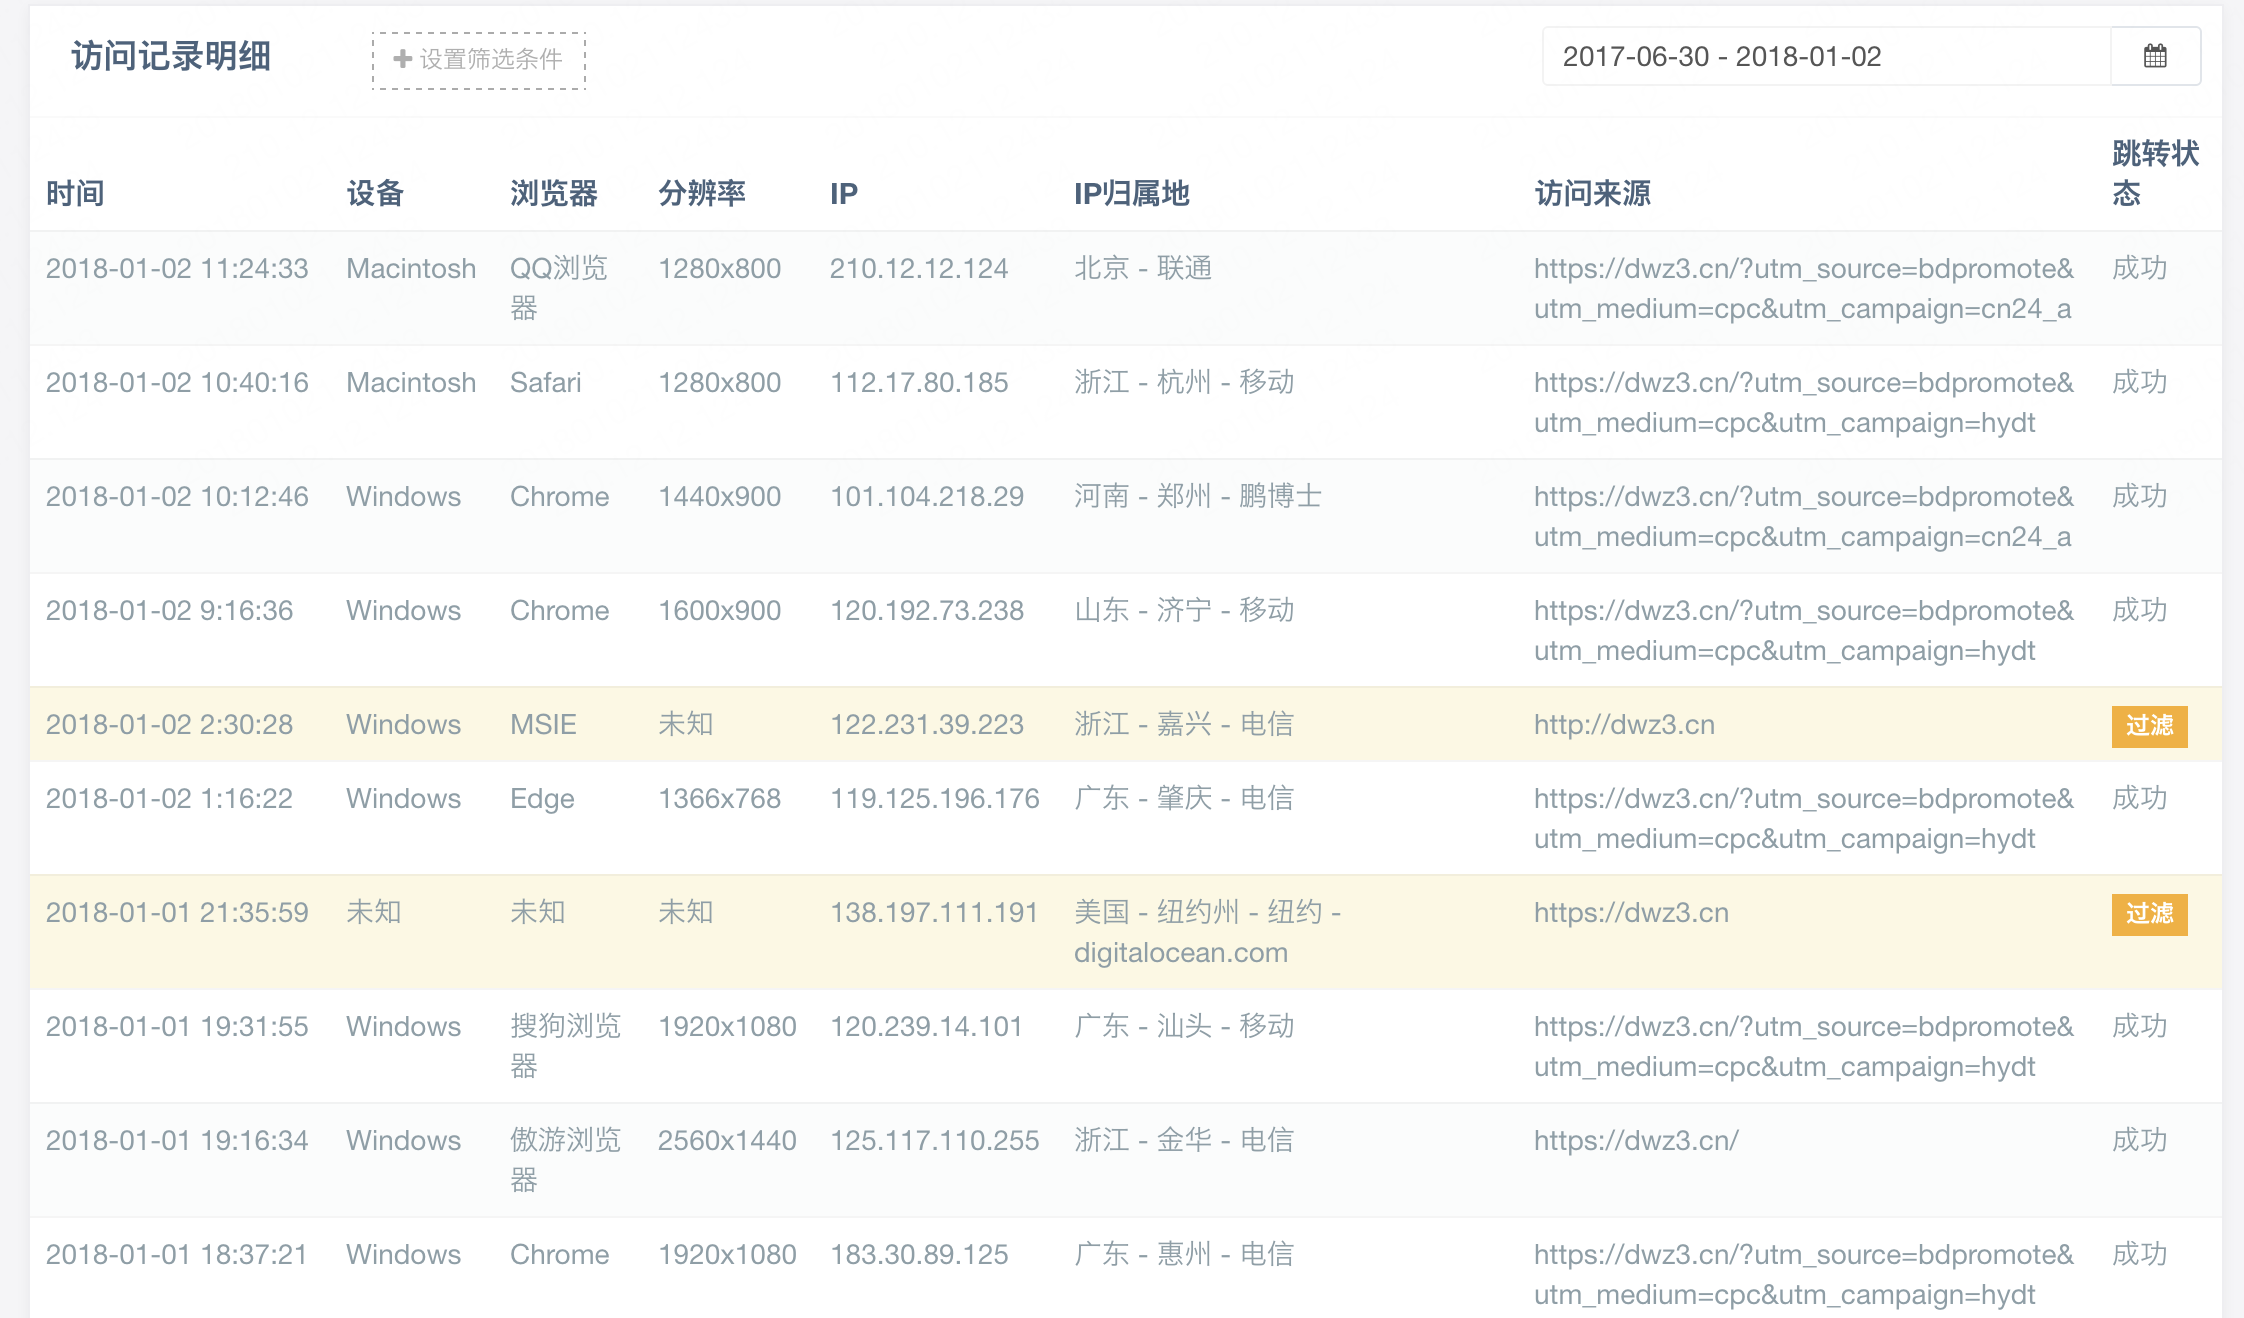 访问记录明细
设置筛选条件
2017-06-30 - 2018-01-02
时间 设备 浏览器 分辨率 IP IP归属地 访问来源 跳转状
态
2018-01-02 11:24:33 Macintosh QQ浏览 1280x800 210.12.12.124 北京 - 联通 https://dwz3.cn/?utm_source=bdpromote& 成功
器 utm_medium=cpc&utm_campaign=cn24_a
2018-01-02 10:40:16 Macintosh Safari 1280x800 112.17.80.185 浙江 - 杭州 - 移动 https://dwz3.cn/?utm_source=bdpromote& 成功
utm_medium=cpc&utm_campaign=hydt
2018-01-02 10:12:46 Windows Chrome 1440x900 101.104.218.29 河南 - 郑州 - 鹏博士 https://dwz3.cn/?utm_source=bdpromote& 成功
utm_medium=cpc&utm_campaign=cn24_a
2018-01-02 9:16:36 Windows Chrome 1600x900 120.192.73.238 山东 - 济宁 - 移动 https://dwz3.cn/?utm_source=bdpromote& 成功
utm_medium=cpc&utm_campaign=hydt
2018-01-02 2:30:28 Windows MSIE 未知 122.231.39.223 浙江 - 嘉兴 - 电信 http://dwz3.cn 过滤
2018-01-02 1:16:22 Windows Edge 1366x768 119.125.196.176 广东 - 肇庆 - 电信 https://dwz3.cn/?utm_source=bdpromote& 成功
utm_medium=cpc&utm_campaign=hydt
2018-01-01 21:35:59 未知 未知 未知 138.197.111.191 美国 - 纽约州 - 纽约 - https://dwz3.cn 过滤
digitalocean.com
2018-01-01 19:31:55 Windows 搜狗浏览 1920x1080 120.239.14.101 广东 - 汕头 - 移动 https://dwz3.cn/?utm_source=bdpromote& 成功
器 utm_medium=cpc&utm_campaign=hydt
2018-01-01 19:16:34 Windows 傲游浏览 2560x1440 125.117.110.255 浙江 - 金华 - 电信 https://dwz3.cn/ 成功
器
2018-01-01 18:37:21 Windows Chrome 1920x1080 183.30.89.125 广东 - 惠州 - 电信 https://dwz3.cn/?utm_source=bdpromote& 成功
utm_medium=cpc&utm_campaign=hydt